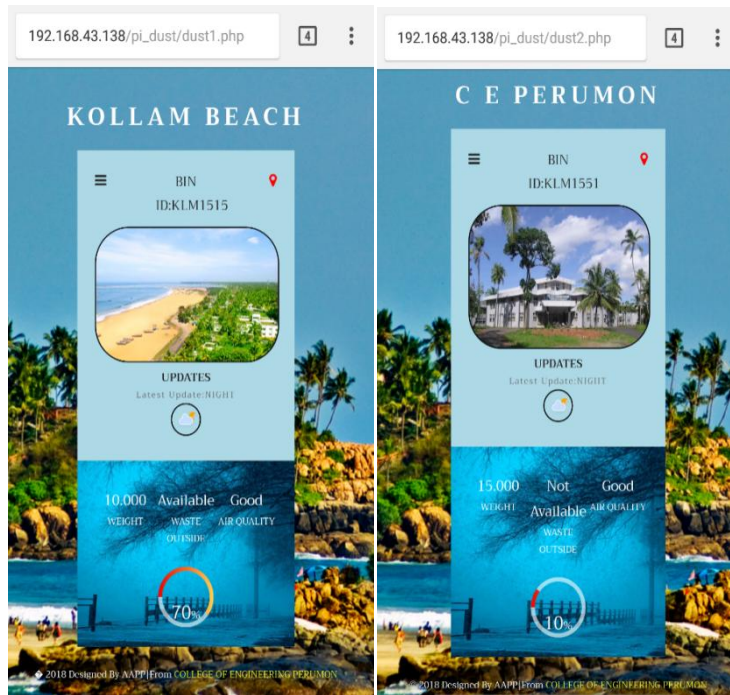 192.168.43.138/pi_dust/dust1.php
4
KOLLAM BEACH
BIN
ID:KLM1515
UPDATES
Latest Update:NIGHT
10.000 Available Good
WEIGHT WASTE AIR QUALITY
OUTSIDE
70%
� 2018 Designed By AAPP|From COLLEGE OF ENGINEERING PERUMON
192.168.43.138/pi_dust/dust2.php
4
C E PERUMON
BIN
ID:KLM1551
UPDATES
Latest Update:NIGHT
15.000 Not Good
WEIGHT Available AIR QUALITY
WASTE
OUTSIDE
10%
2018 Designed By AAPP|From COLLEGE OF ENGINEERING PERUMON